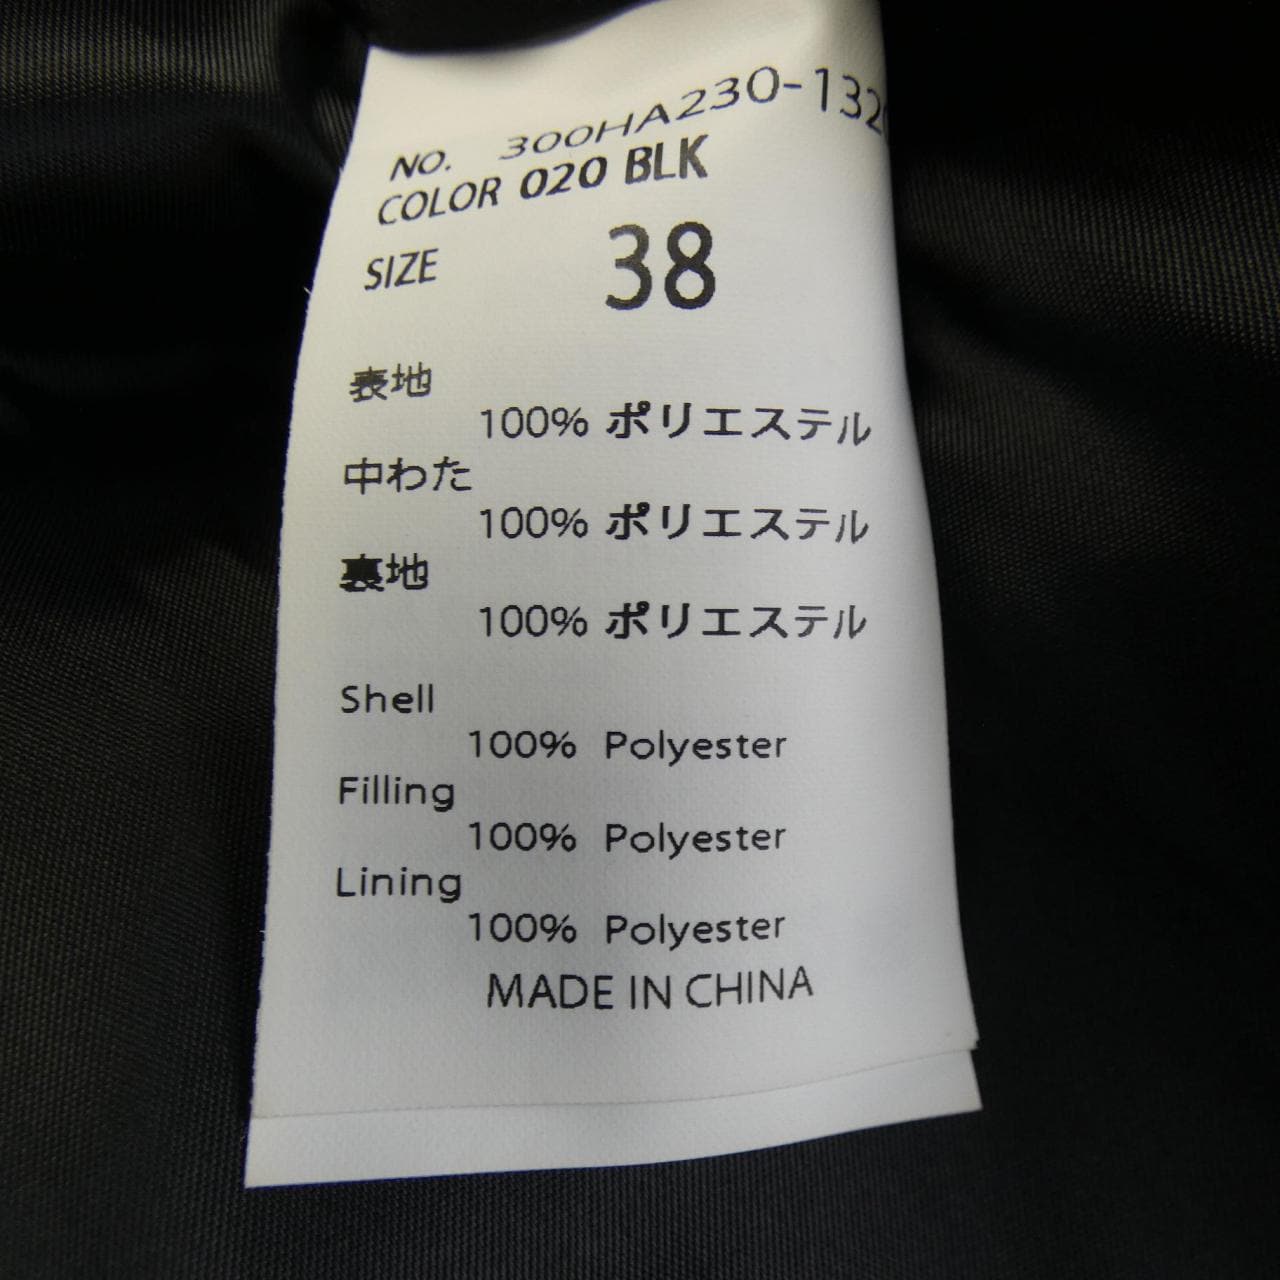 NO. 300HA230-132
COLOR 020 BLK
SIZE 38
表地
100% ポリエステル
中わた
100% ポリエステル
裏地
100% ポリエステル
Shell
100% Polyester
Filling
100% Polyester
Lining
100% Polyester
MADE IN CHINA